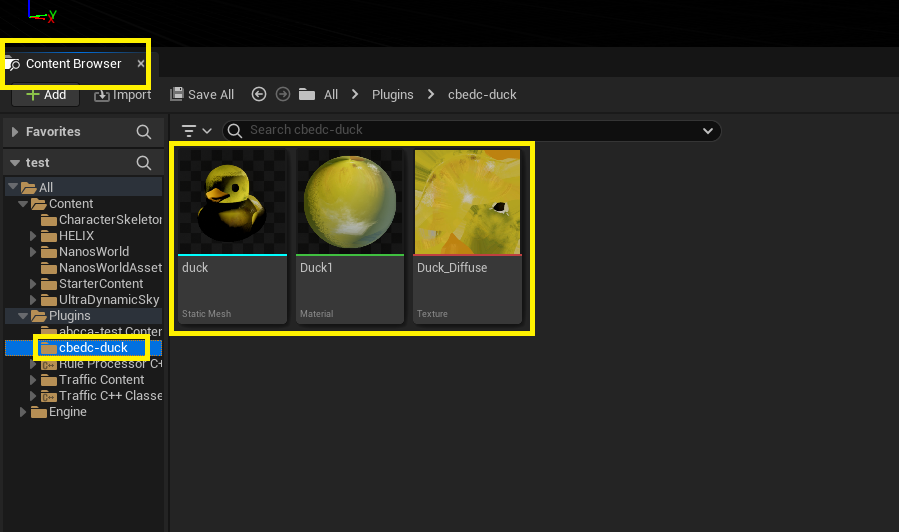 Y
X
Content Browser
Add
Import
Save All
All
Plugins
cbedc-duck
Favorites
Search cbedc-duck
test
All
Content
CharacterSkeleton
HELIX
NanosWorld
NanosWorldAsset
StarterContent
UltraDynamicSky
Plugins
abcca-test Conten
cbedc-duck
Rule Processor C+
Traffic Content
Traffic C++ Classe
Engine
duck
Static Mesh
Duck1
Material
Duck_Diffuse
Texture